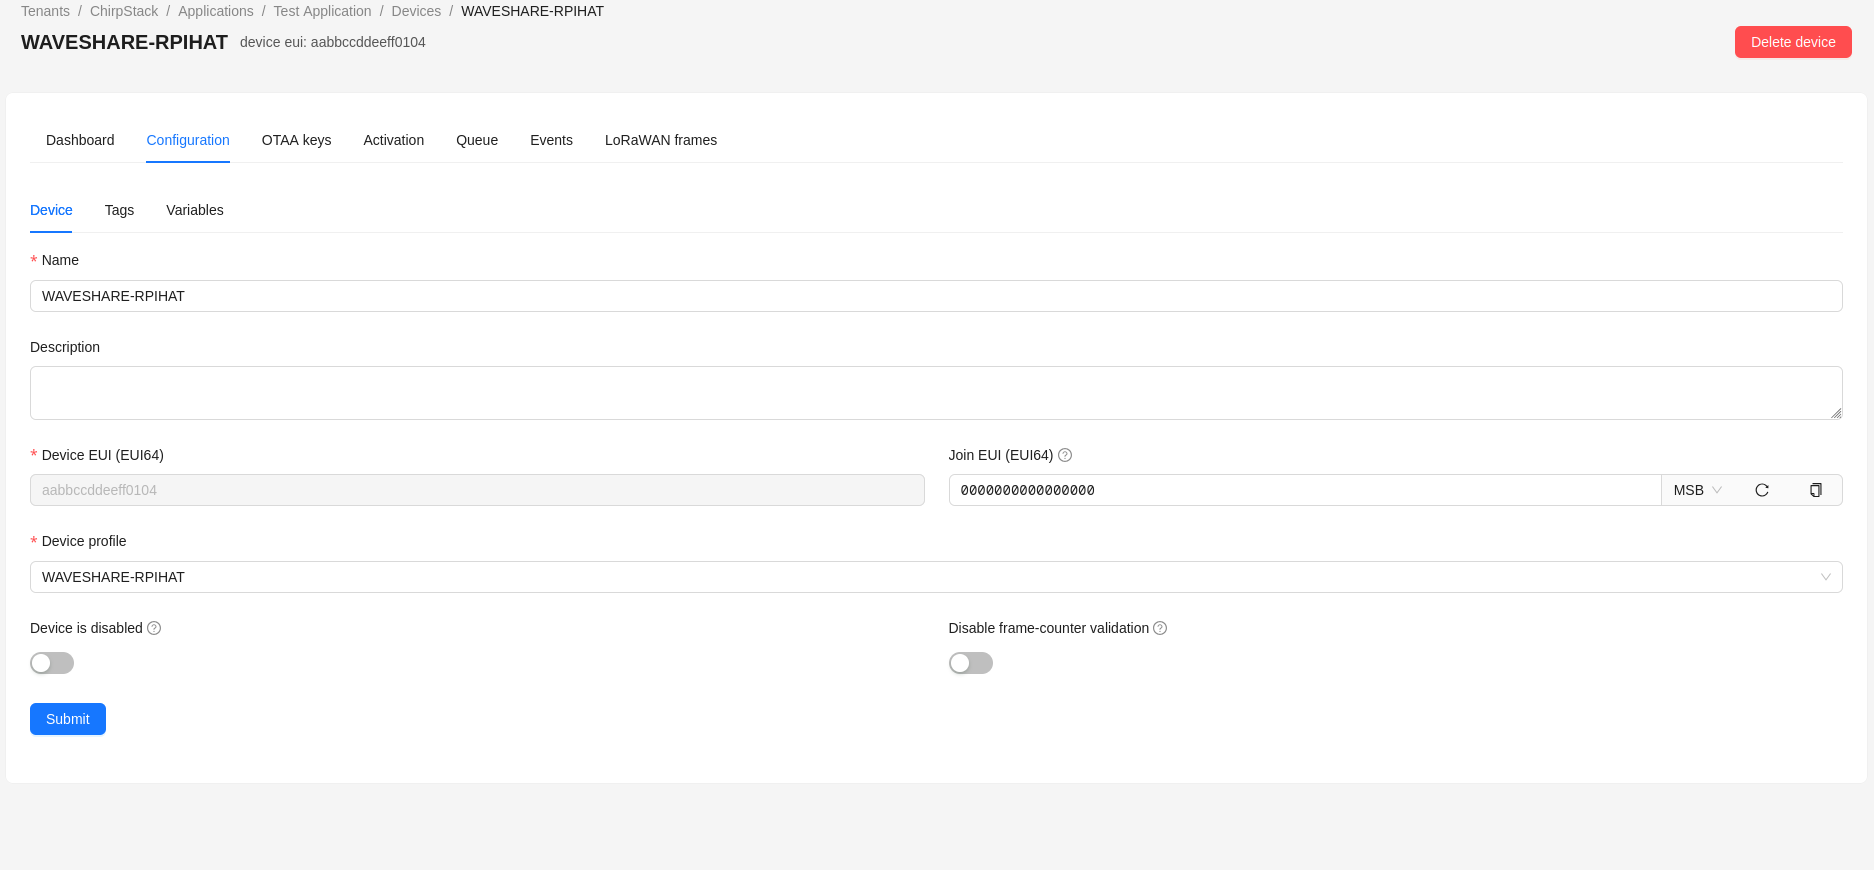 Tenants / ChirpStack / Applications / Test Application / Devices / WAVESHARE-RPIHAT
WAVESHARE-RPIHAT device eui: aabbccddeeff0104 Delete device
Dashboard Configuration OTAA keys Activation Queue Events LoRaWAN frames
Device Tags Variables
* Name
WAVESHARE-RPIHAT
Description
* Device EUI (EUI64) Join EUI (EUI64)
aabbccddeeff0104 0000000000000000 MSB
* Device profile
WAVESHARE-RPIHAT
Device is disabled Disable frame-counter validation
Submit